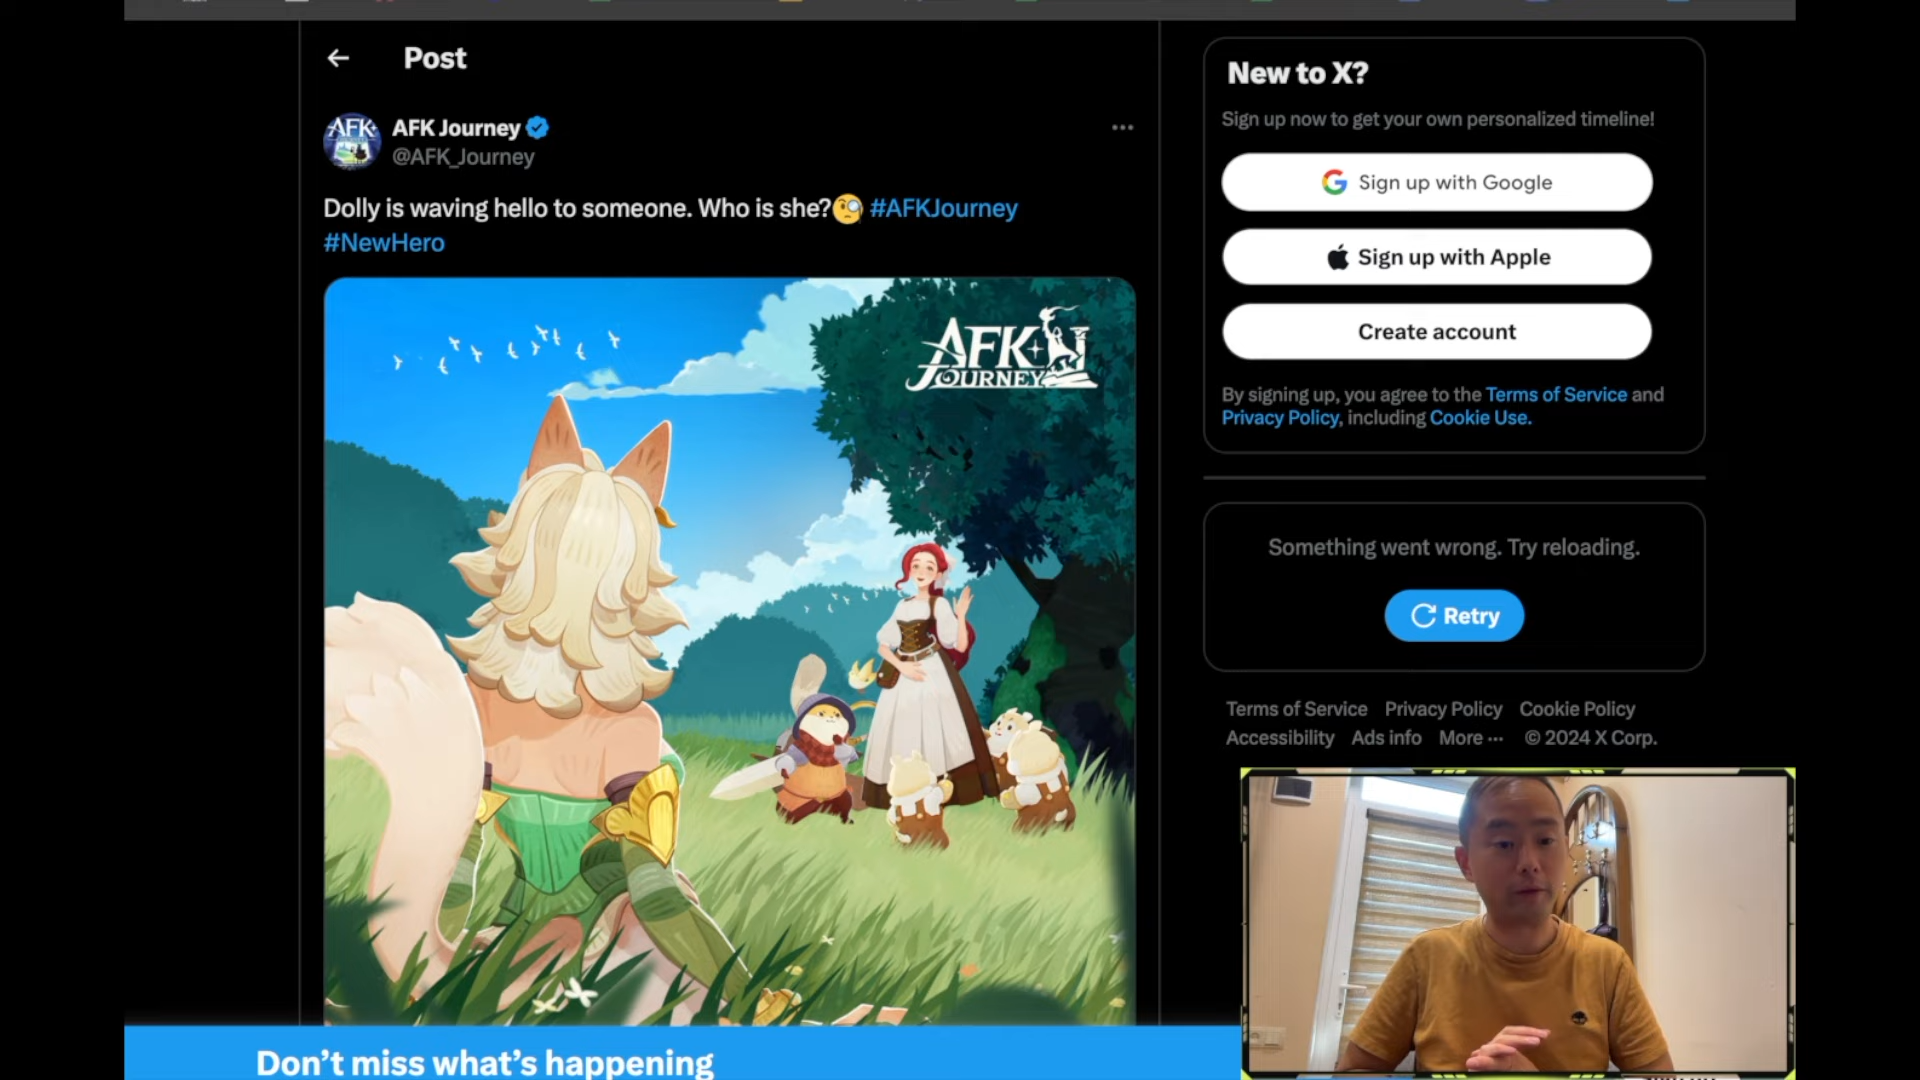 Post
AFK Journey
@AFK_Journey
Dolly is waving hello to someone. Who is she?🧐 #AFKJourney
#NewHero
AFK
JOURNEY
New to X?
Sign up now to get your own personalized timeline!
Sign up with Google
Sign up with Apple
Create account
By signing up, you agree to the Terms of Service and
Privacy Policy, including Cookie Use.
Something went wrong. Try reloading.
Retry
Terms of Service Privacy Policy Cookie Policy
Accessibility Ads info More ··· © 2024 X Corp.
Don’t miss what’s happening